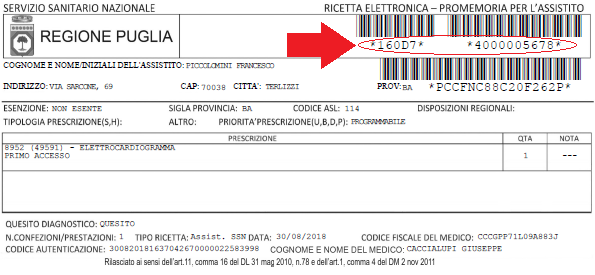 SERVIZIO SANITARIO NAZIONALE RICETTA ELETTRONICA – PROMEMORIA PER L'ASSISTITO
REGIONE PUGLIA
*160D7* *4000005678*
COGNOME E NOME/INIZIALI DELL'ASSISTITO: PICCOLOMINI FRANCESCO
INDIRIZZO: VIA SARCONE, 69 CAP: 70038 CITTA': TERLIZZI PROV: BA *PCCFNC88C20F262P*
ESENZIONE: NON ESENTE SIGLA PROVINCIA: BA CODICE ASL: 114 DISPOSIZIONI REGIONALI:
TIPOLOGIA PRESCRIZIONE(S,H): ALTRO: PRIORITA'PRESCRIZIONE(U,B,D,P): PROGRAMMABILE
PRESCRIZIONE QTA NOTA
8952 (49591) - ELETTROCARDIOGRAMMA 1 ---
PRIMO ACCESSO
QUESITO DIAGNOSTICO: QUESITO
N.CONFEZIONI/PRESTAZIONI: 1 TIPO RICETTA: Assist. SSN DATA: 30/08/2018 CODICE FISCALE DEL MEDICO: CCCGPP71L09A883J
CODICE AUTENTICAZIONE: 300820181637042670000022583998 COGNOME E NOME DEL MEDICO: CACCIALUPI GIUSEPPE
Rilasciato ai sensi dell'art.11, comma 16 del DL 31 mag 2010, n.78 e dell'art.1, comma 4 del DM 2 nov 2011